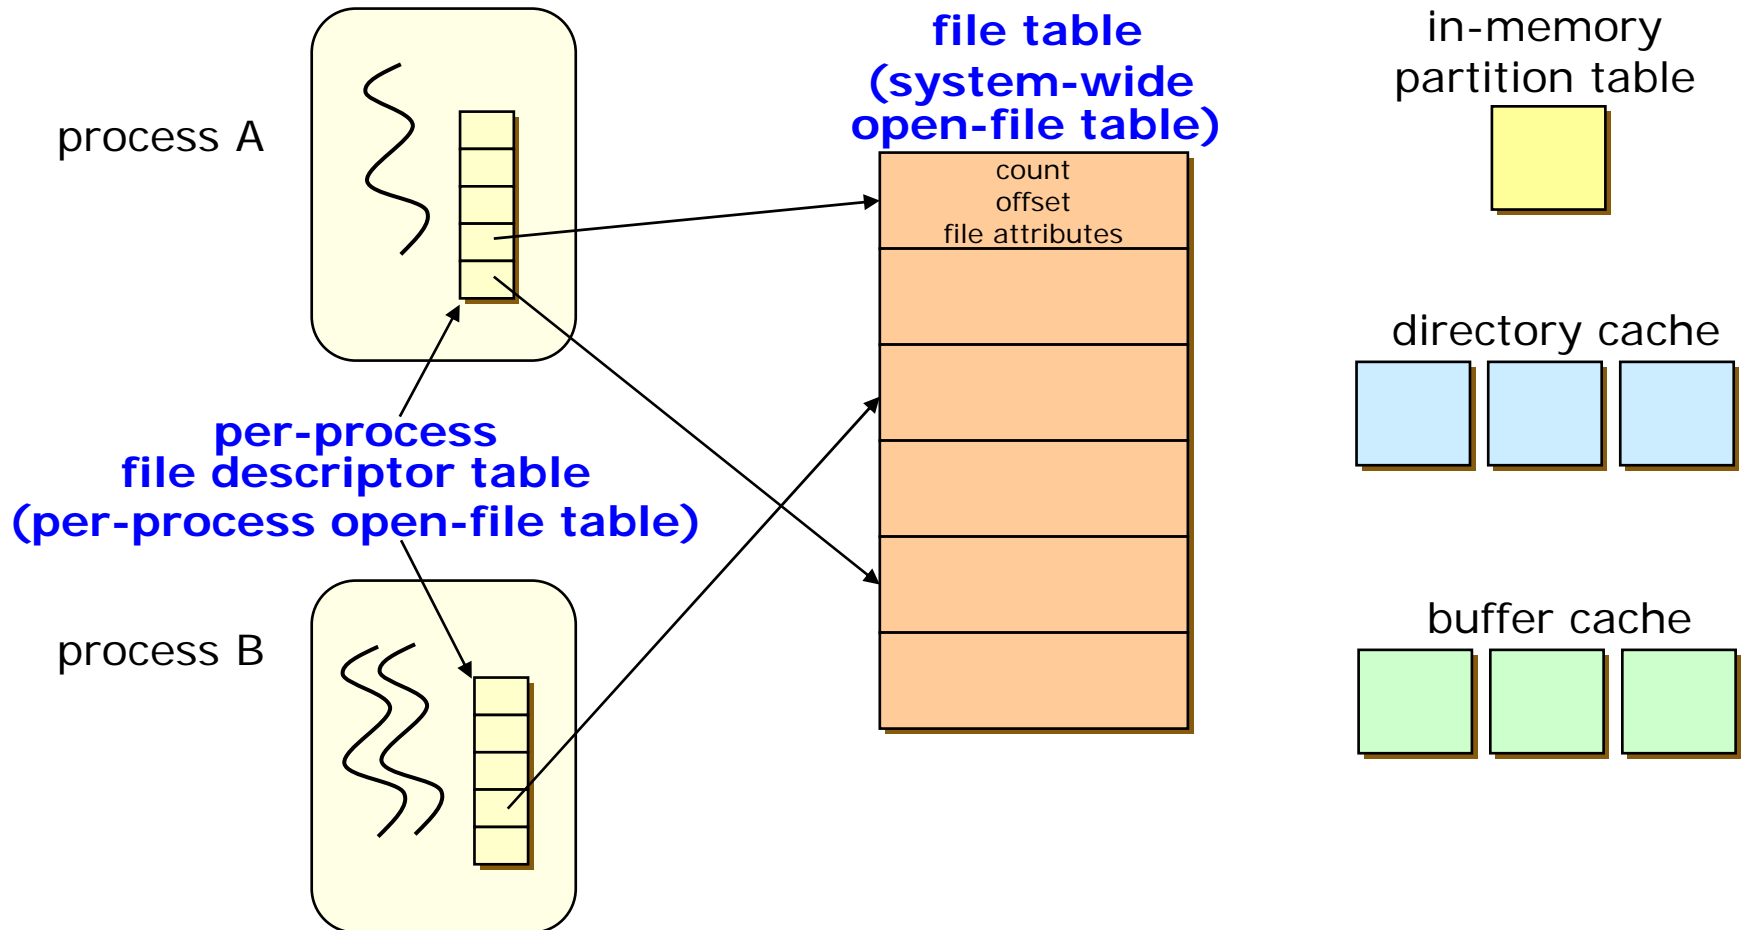 process A
per-process
file descriptor table
(per-process open-file table)
process B
file table
(system-wide
open-file table)
count
offset
file attributes
in-memory
partition table
directory cache
buffer cache